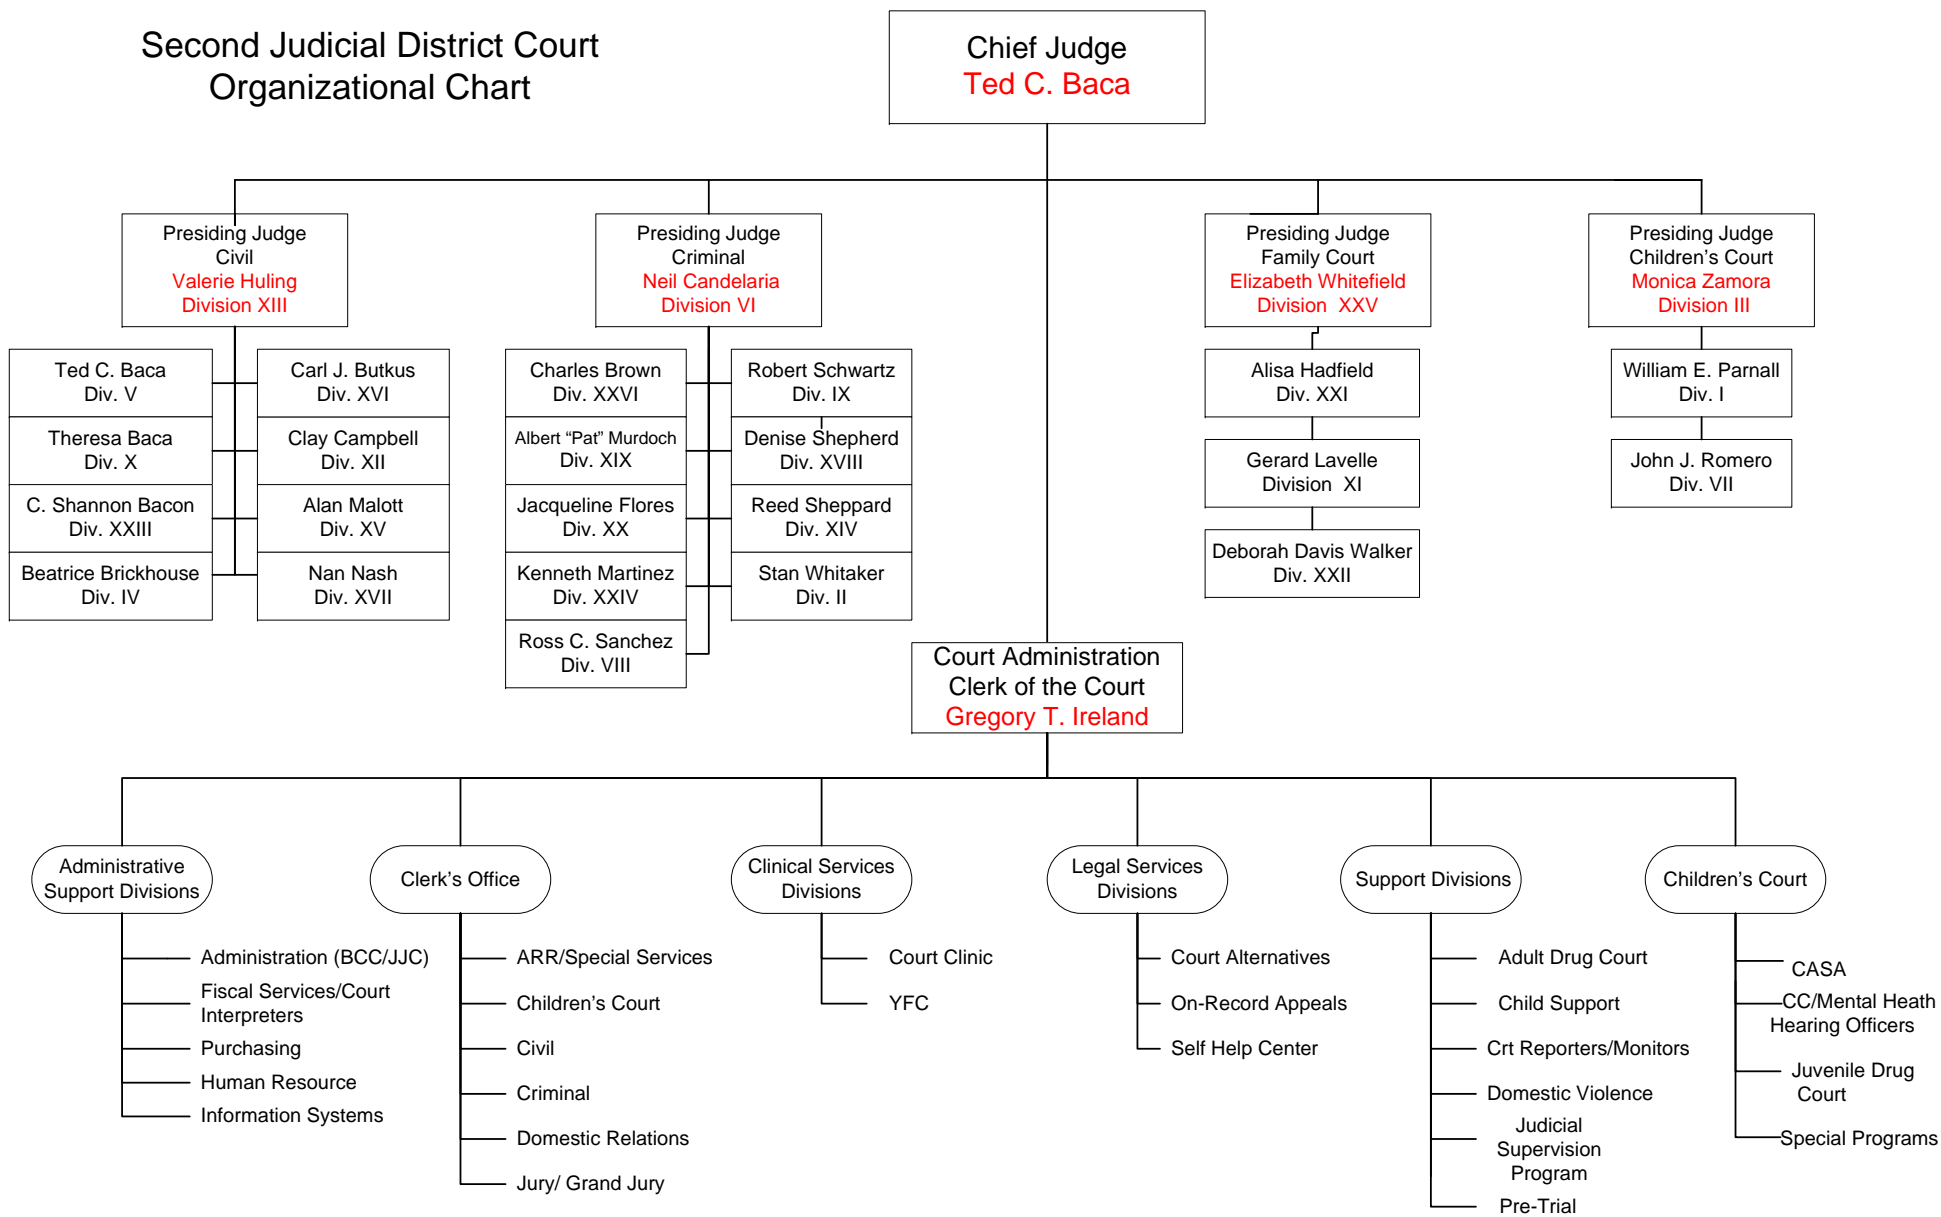 Second Judicial District Court
Organizational Chart
Chief Judge
Ted C. Baca
Presiding Judge
Civil
Valerie Huling
Division XIII
Presiding Judge
Criminal
Neil Candelaria
Division VI
Presiding Judge
Family Court
Elizabeth Whitefield
Division  XXV
Presiding Judge
Children's Court
Monica Zamora
Division III
Ted C. Baca
Div. V
Theresa Baca
Div. X
C. Shannon Bacon
Div. XXIII
Beatrice Brickhouse
Div. IV
Carl J. Butkus
Div. XVI
Clay Campbell
Div. XII
Alan Malott
Div. XV
Nan Nash
Div. XVII
Charles Brown
Div. XXVI
Albert “Pat” Murdoch
Div. XIX
Jacqueline Flores
Div. XX
Kenneth Martinez
Div. XXIV
Ross C. Sanchez
Div. VIII
Robert Schwartz
Div. IX
Denise Shepherd
Div. XVIII
Reed Sheppard
Div. XIV
Stan Whitaker
Div. II
Alisa Hadfield
Div. XXI
Gerard Lavelle
Division  XI
Deborah Davis Walker
Div. XXII
William E. Parnall
Div. I
John J. Romero
Div. VII
Court Administration
Clerk of the Court
Gregory T. Ireland
Administrative
Support Divisions
Administration (BCC/JJC)
Fiscal Services/Court
Interpreters
Purchasing
Human Resource
Information Systems
Clerk's Office
ARR/Special Services
Children's Court
Civil
Criminal
Domestic Relations
Jury/ Grand Jury
Clinical Services
Divisions
Court Clinic
YFC
Legal Services
Divisions
Court Alternatives
On-Record Appeals
Self Help Center
Support Divisions
Adult Drug Court
Child Support
Crt Reporters/Monitors
Domestic Violence
Judicial
Supervision
Program
Pre-Trial
Children's Court
CASA
CC/Mental Heath
Hearing Officers
Juvenile Drug
Court
Special Programs